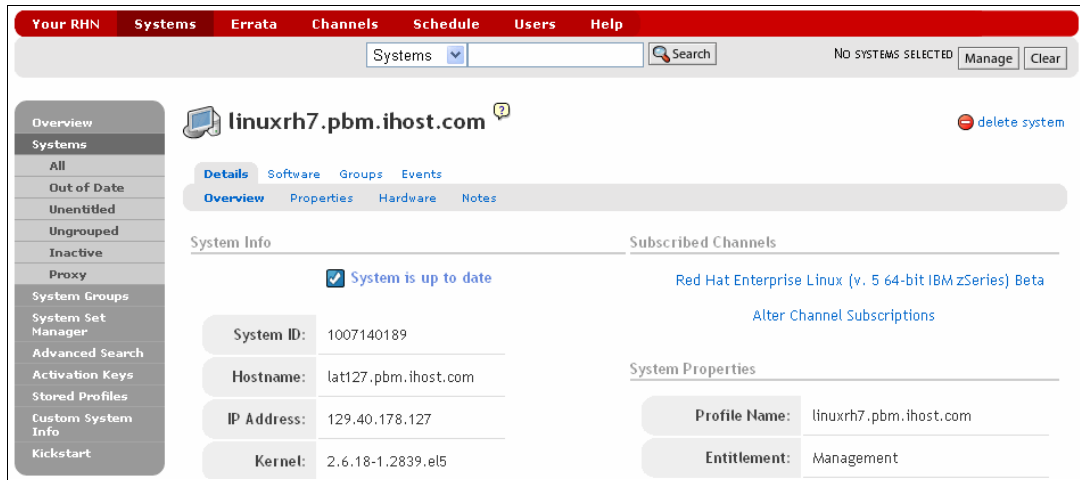 Your RHN Systems Errata Channels Schedule Users Help
Systems Search NO SYSTEMS SELECTED Manage Clear
Overview
Systems
All
Out of Date
Unentitled
Ungrouped
Inactive
Proxy
System Groups
System Set
Manager
Advanced Search
Activation Keys
Stored Profiles
Custom System
Info
Kickstart
linuxrh7.pbm.ihost.com ?
delete system
Details Software Groups Events
Overview Properties Hardware Notes
System Info
System is up to date
System ID: 1007140189
Hostname: lat127.pbm.ihost.com
IP Address: 129.40.178.127
Kernel: 2.6.18-1.2839.el5
Subscribed Channels
Red Hat Enterprise Linux (v. 5 64-bit IBM zSeries) Beta
Alter Channel Subscriptions
System Properties
Profile Name: linuxrh7.pbm.ihost.com
Entitlement: Management